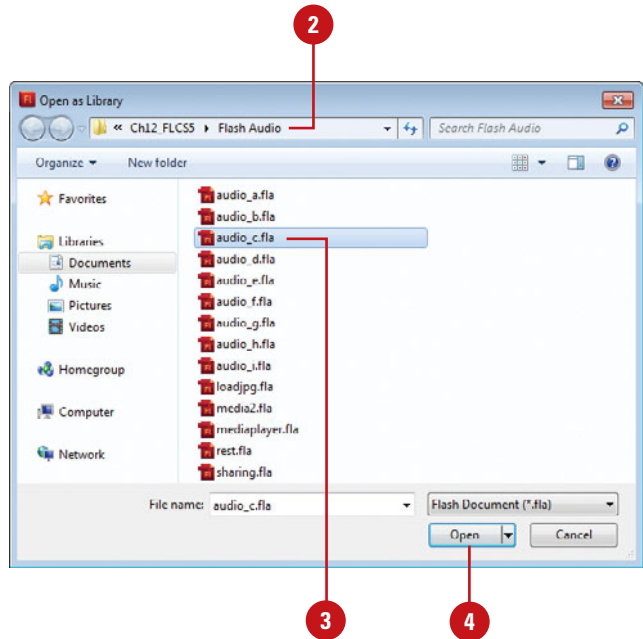 2
Fl Open as Library
« Ch12_FLCS5 Flash Audio Search Flash Audio
Organize New folder
Favorites
Libraries
Documents
Music
Pictures
Videos
Homegroup
Computer
Network
audio_a.fla
audio_b.fla
audio_c.fla
audio_d.fla
audio_e.fla
audio_f.fla
audio_g.fla
audio_h.fla
audio_i.fla
loadjpg.fla
media2.fla
mediaplayer.fla
rest.fla
sharing.fla
File name: audio_c.fla Flash Document (*.fla)
Open Cancel
3 4